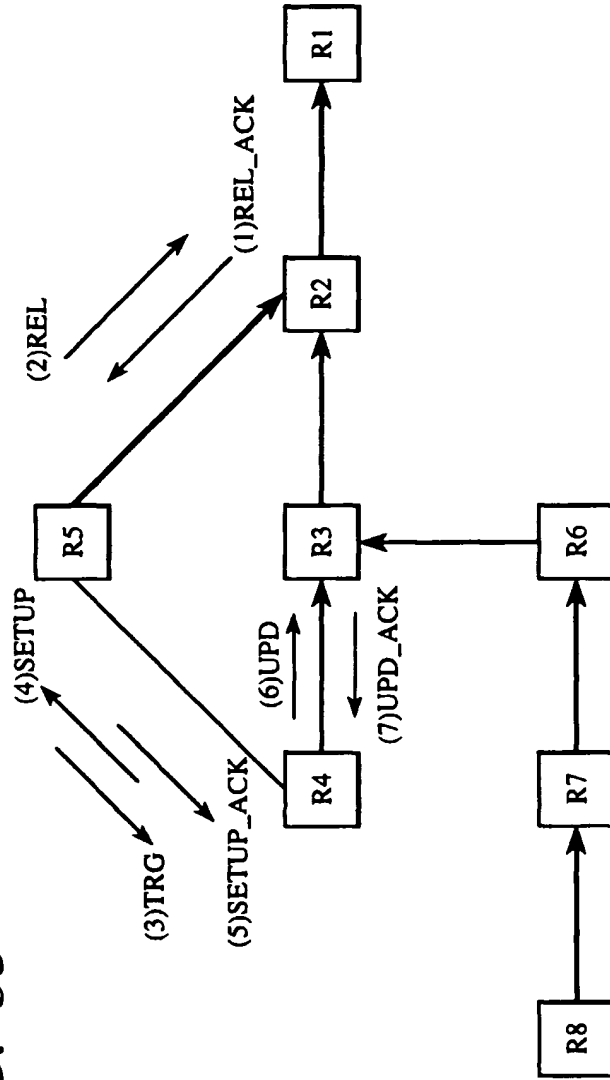 (2)REL
(1)REL_ACK
R5
(4)SETUP
(3)TRG
(5)SETUP_ACK
R1
R2
R3
(6)UPD
(7)UPD_ACK
R4
R6
R7
R8